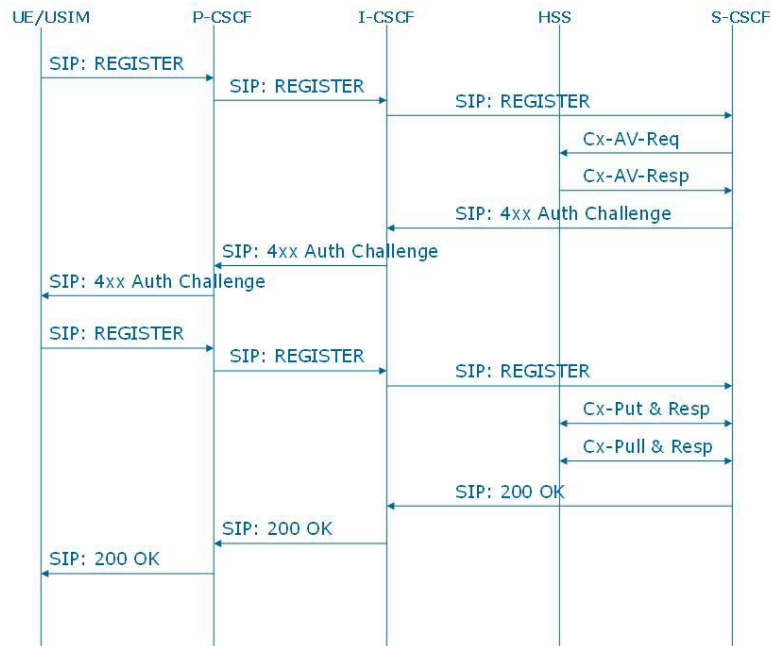 UE/USIM P-CSCF I-CSCF HSS S-CSCF
SIP: REGISTER
SIP: REGISTER
SIP: REGISTER
Cx-AV-Req
Cx-AV-Resp
SIP: 4xx Auth Challenge
SIP: 4xx Auth Challenge
SIP: 4xx Auth Challenge
SIP: REGISTER
SIP: REGISTER
SIP: REGISTER
Cx-Put & Resp
Cx-Pull & Resp
SIP: 200 OK
SIP: 200 OK
SIP: 200 OK